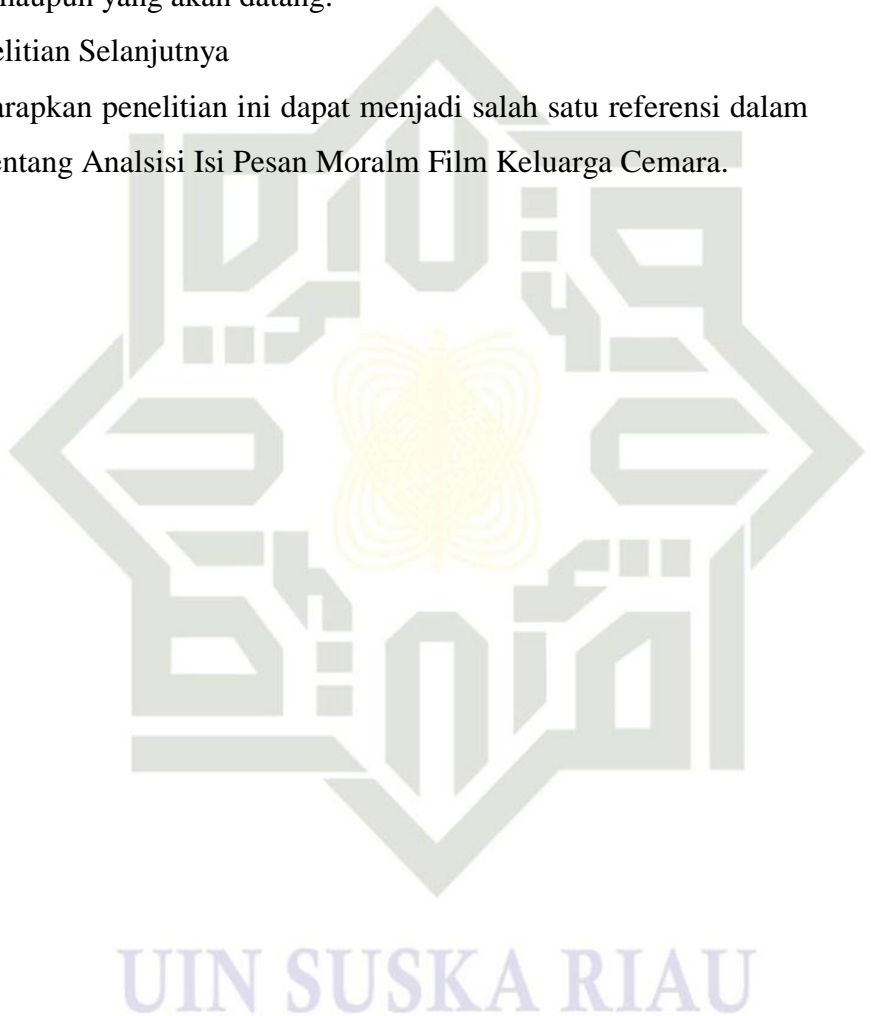 maupun yang akan datang.
elitian Selanjutnya
arapkan penelitian ini dapat menjadi salah satu referensi dalam
entang Analsisi Isi Pesan Moralm Film Keluarga Cemara.
UIN SUSKA RIAU